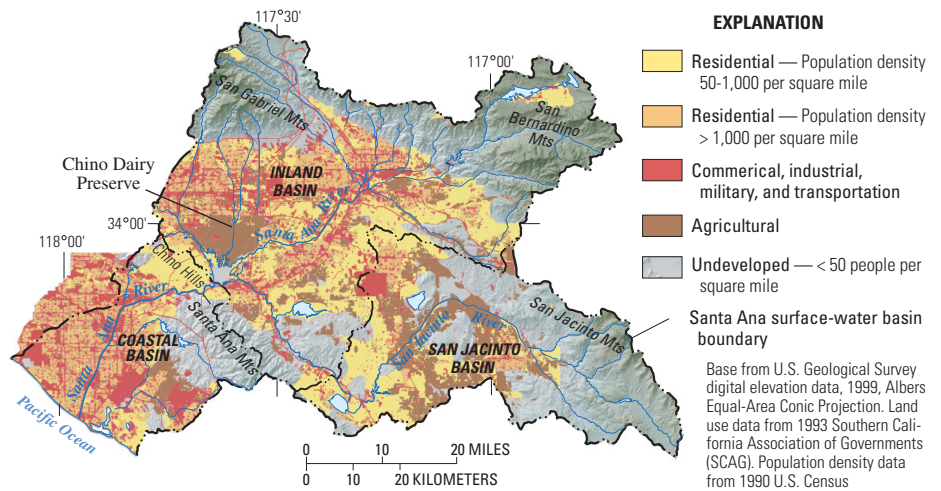 117°30'
117°00'
San Gabriel Mts
San
Bernardino
Mts
Chino Dairy
Preserve
INLAND
BASIN
Santa Ana River
34°00'
118°00'
Chino Hills
Santa Ana River
Santa Ana Mts
COASTAL
BASIN
San Jacinto River
San Jacinto Mts
SAN JACINTO
BASIN
Pacific Ocean
0 10 20 MILES
0 10 20 KILOMETERS
EXPLANATION
Residential — Population density
50-1,000 per square mile
Residential — Population density
> 1,000 per square mile
Commerical, industrial,
military, and transportation
Agricultural
Undeveloped — < 50 people per
square mile
Santa Ana surface-water basin
boundary
Base from U.S. Geological Survey
digital elevation data, 1999, Albers
Equal-Area Conic Projection. Land
use data from 1993 Southern Cali-
fornia Association of Governments
(SCAG). Population density data
from 1990 U.S. Census